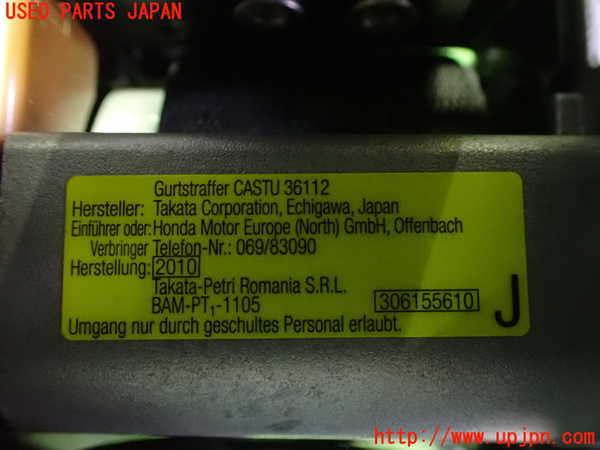 USED PARTS JAPAN
Gurtstraffer CASTU 36112
Hersteller: Takata Corporation, Echigawa, Japan
Einführer oder: Honda Motor Europe (North) GmbH, Offenbach
Verbringer Telefon-Nr.: 069/83090
Herstellung: 2010
Takata-Petri Romania S.R.L.
BAM-PT₁-1105 306155610 J
Umgang nur durch geschultes Personal erlaubt.
http://www.upjpn.com/